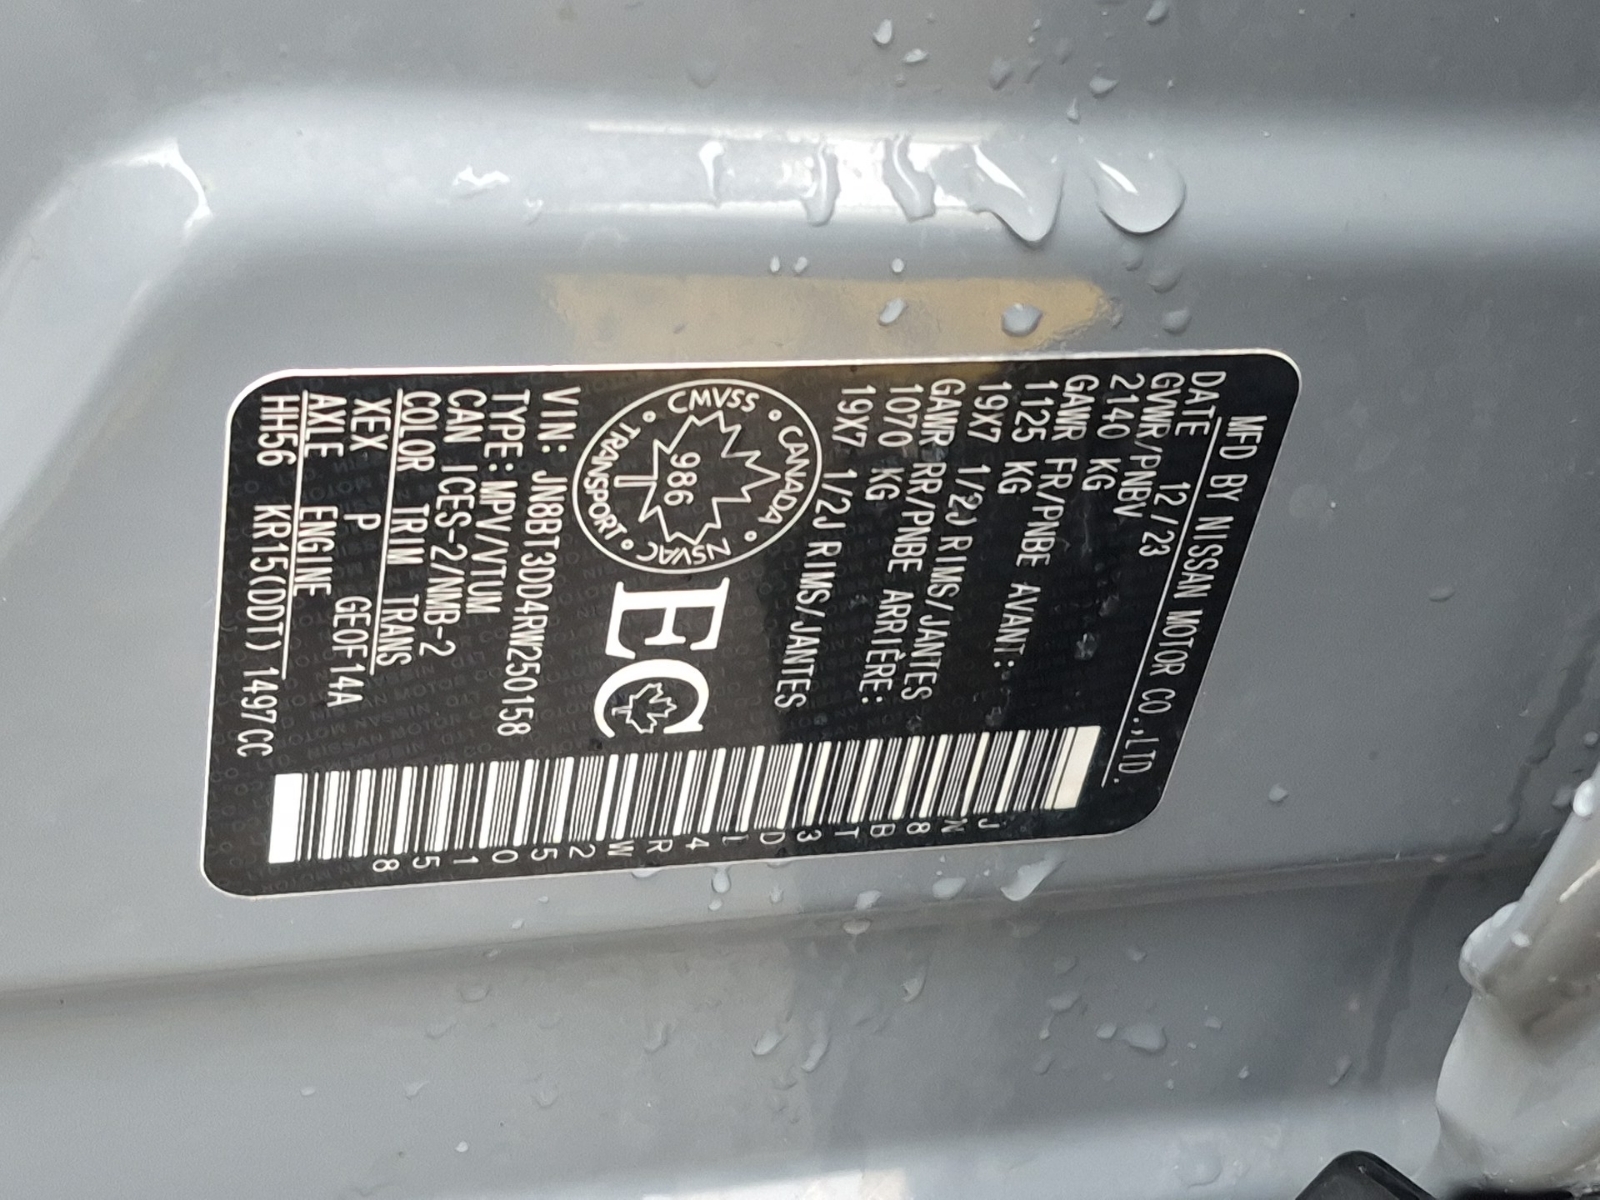 MFD BY NISSAN MOTOR CO.,LTD.
DATE 12/23
GVWR/PNBV
2140 KG
GAWR FR/PNBE AVANT:
1125 KG
19X7 1/2J RIMS/JANTES
GAWR RR/PNBE ARRIÈRE:
1070 KG
19X7 1/2J RIMS/JANTES
CMVSS • CANADA • NSVAC • TRANSPORT •
986
EC
VIN: JN8BT3DD4RW250158
TYPE: MPV/VTUM
CAN ICES-2/NMB-2
COLOR TRIM TRANS
XEX P GE0F14A
AXLE ENGINE
HH56 KR15(DDT) 1497CC
JN8BT3DD4RW250158